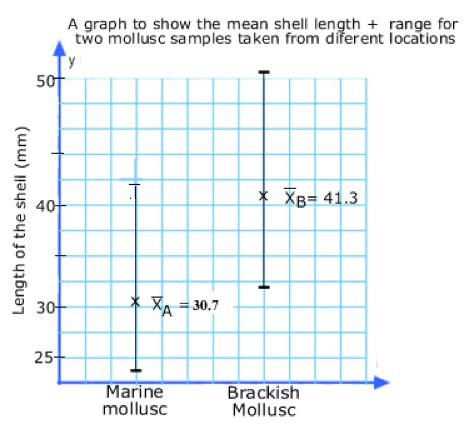 A graph to show the mean shell length + range for
two mollusc samples taken from diferent locations
y
50
Length of the shell (mm)
X̅B= 41.3
40
X̅A = 30.7
30
25
Marine
mollusc
Brackish
Mollusc